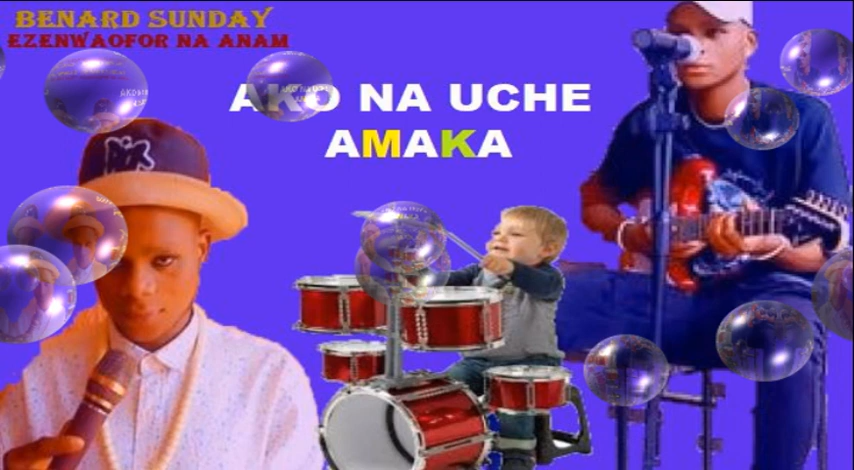 BENARD SUNDAY
EZENWAOFOR NA ANAM
AKO NA UCHE
AMAKA